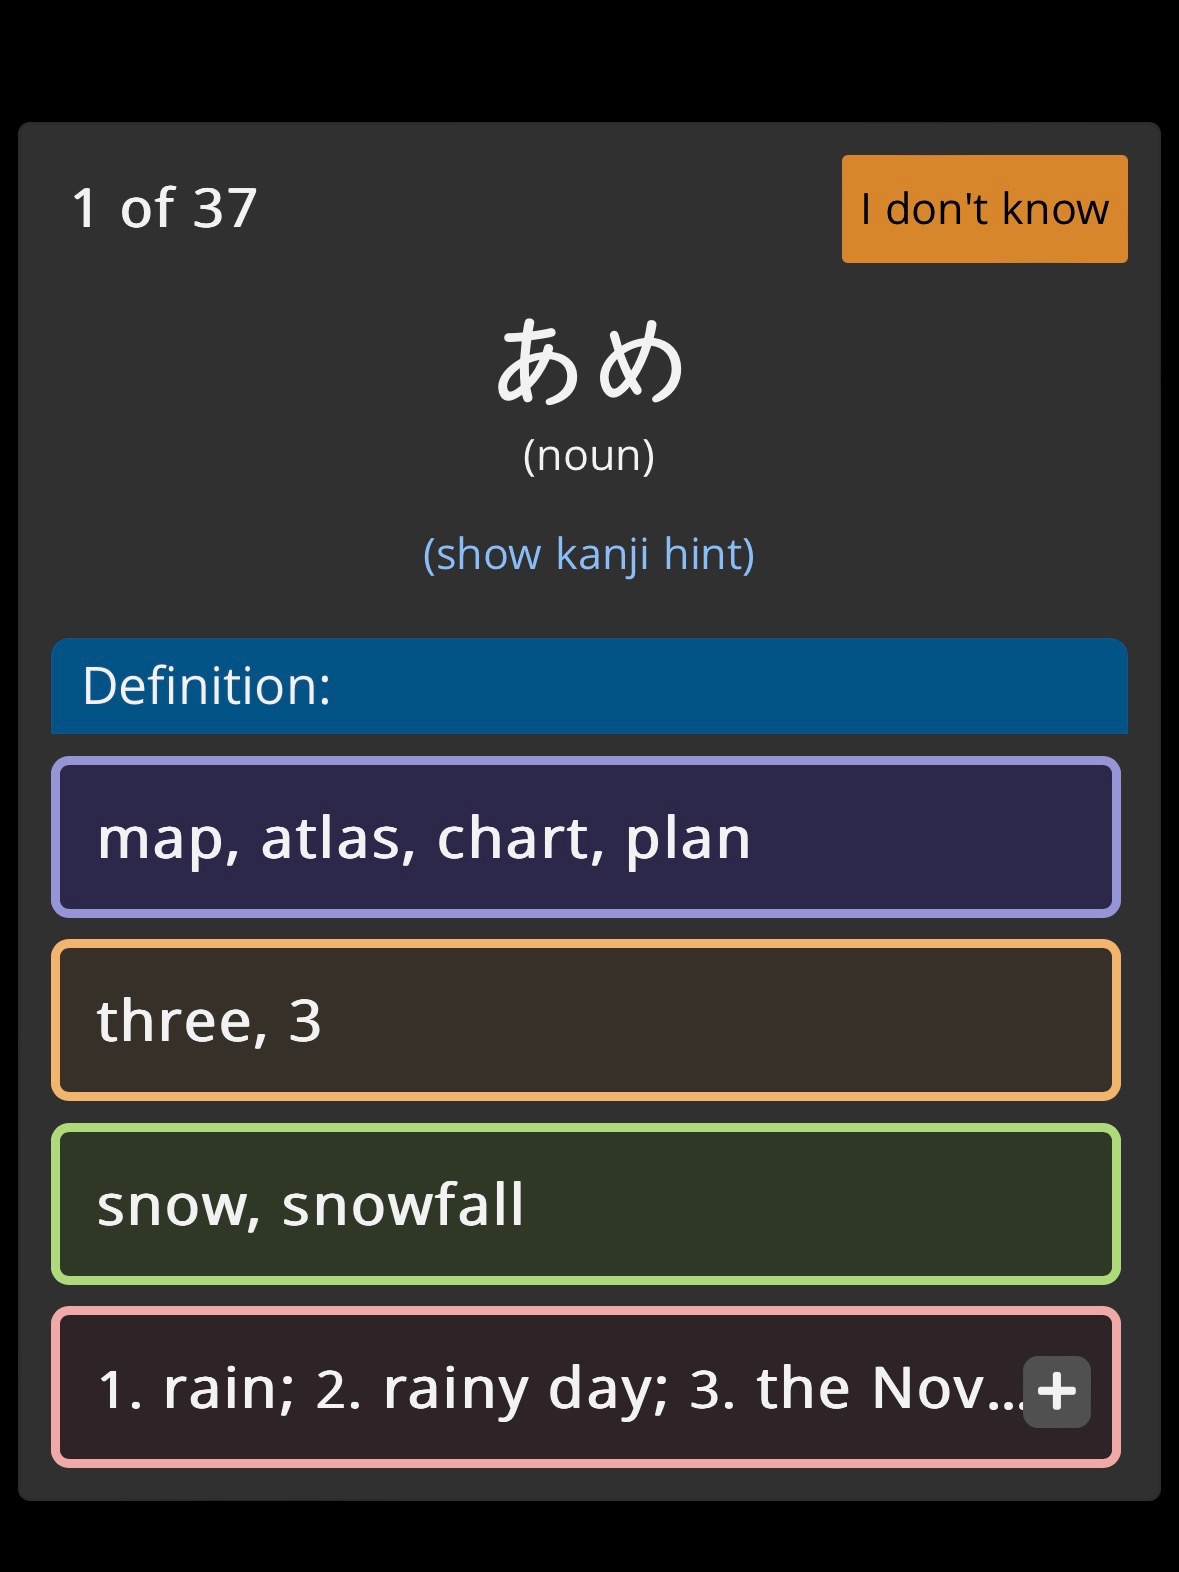 1 of 37
I don't know
あめ
(noun)
(show kanji hint)
Definition:
map, atlas, chart, plan
three, 3
snow, snowfall
1. rain; 2. rainy day; 3. the Nov...